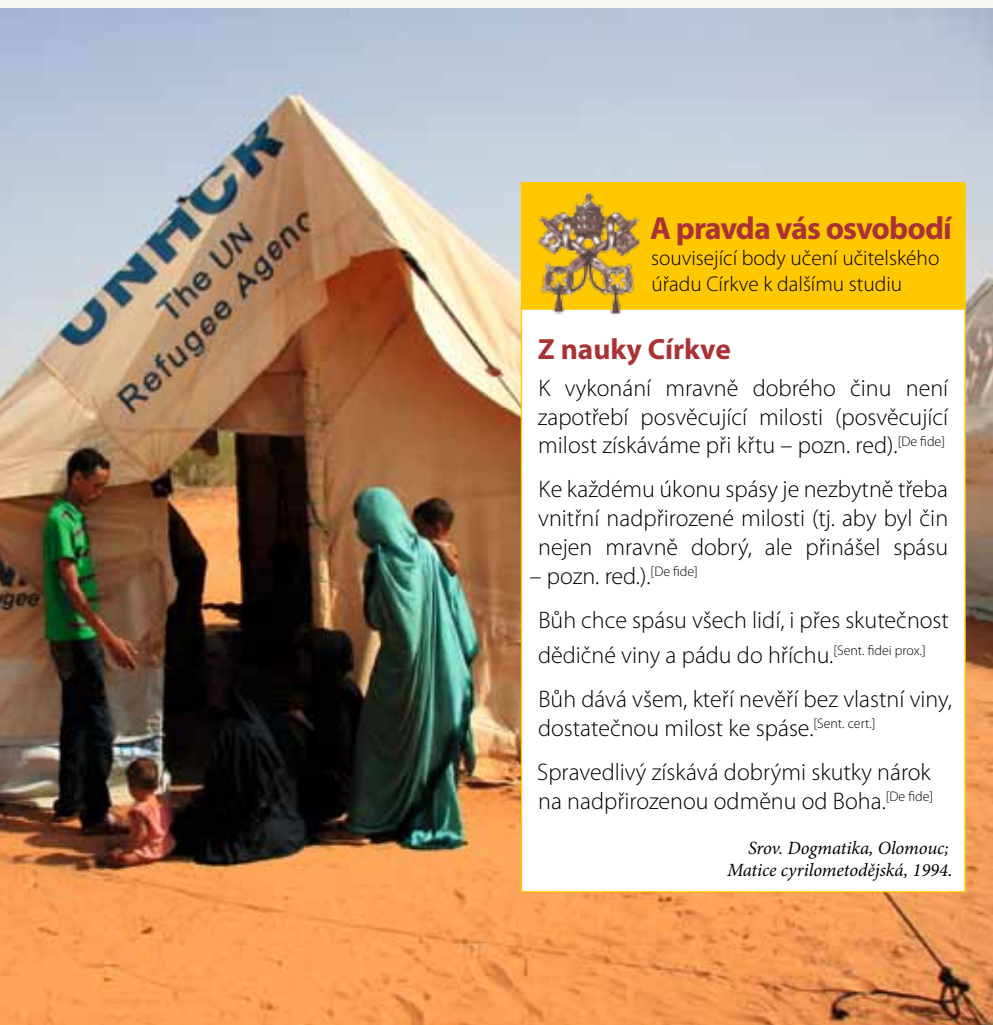 UNHCR
The UN
Refugee Agenc
gee
A pravda vás osvobodí
související body učení učitelského
úřadu Církve k dalšímu studiu
Z nauky Církve
K vykonání mravně dobrého činu není
zapotřebí posvěcující milosti (posvěcující
milost získáváme při křtu – pozn. red).[De fide]
Ke každému úkonu spásy je nezbytně třeba
vnitřní nadpřirozené milosti (tj. aby byl čin
nejen mravně dobrý, ale přinášel spásu
– pozn. red.).[De fide]
Bůh chce spásu všech lidí, i přes skutečnost
dědičné viny a pádu do hříchu.[Sent. fidei prox.]
Bůh dává všem, kteří nevěří bez vlastní viny,
dostatečnou milost ke spáse.[Sent. cert.]
Spravedlivý získává dobrými skutky nárok
na nadpřirozenou odměnu od Boha.[De fide]
Srov. Dogmatika, Olomouc;
Matice cyrilometodějská, 1994.